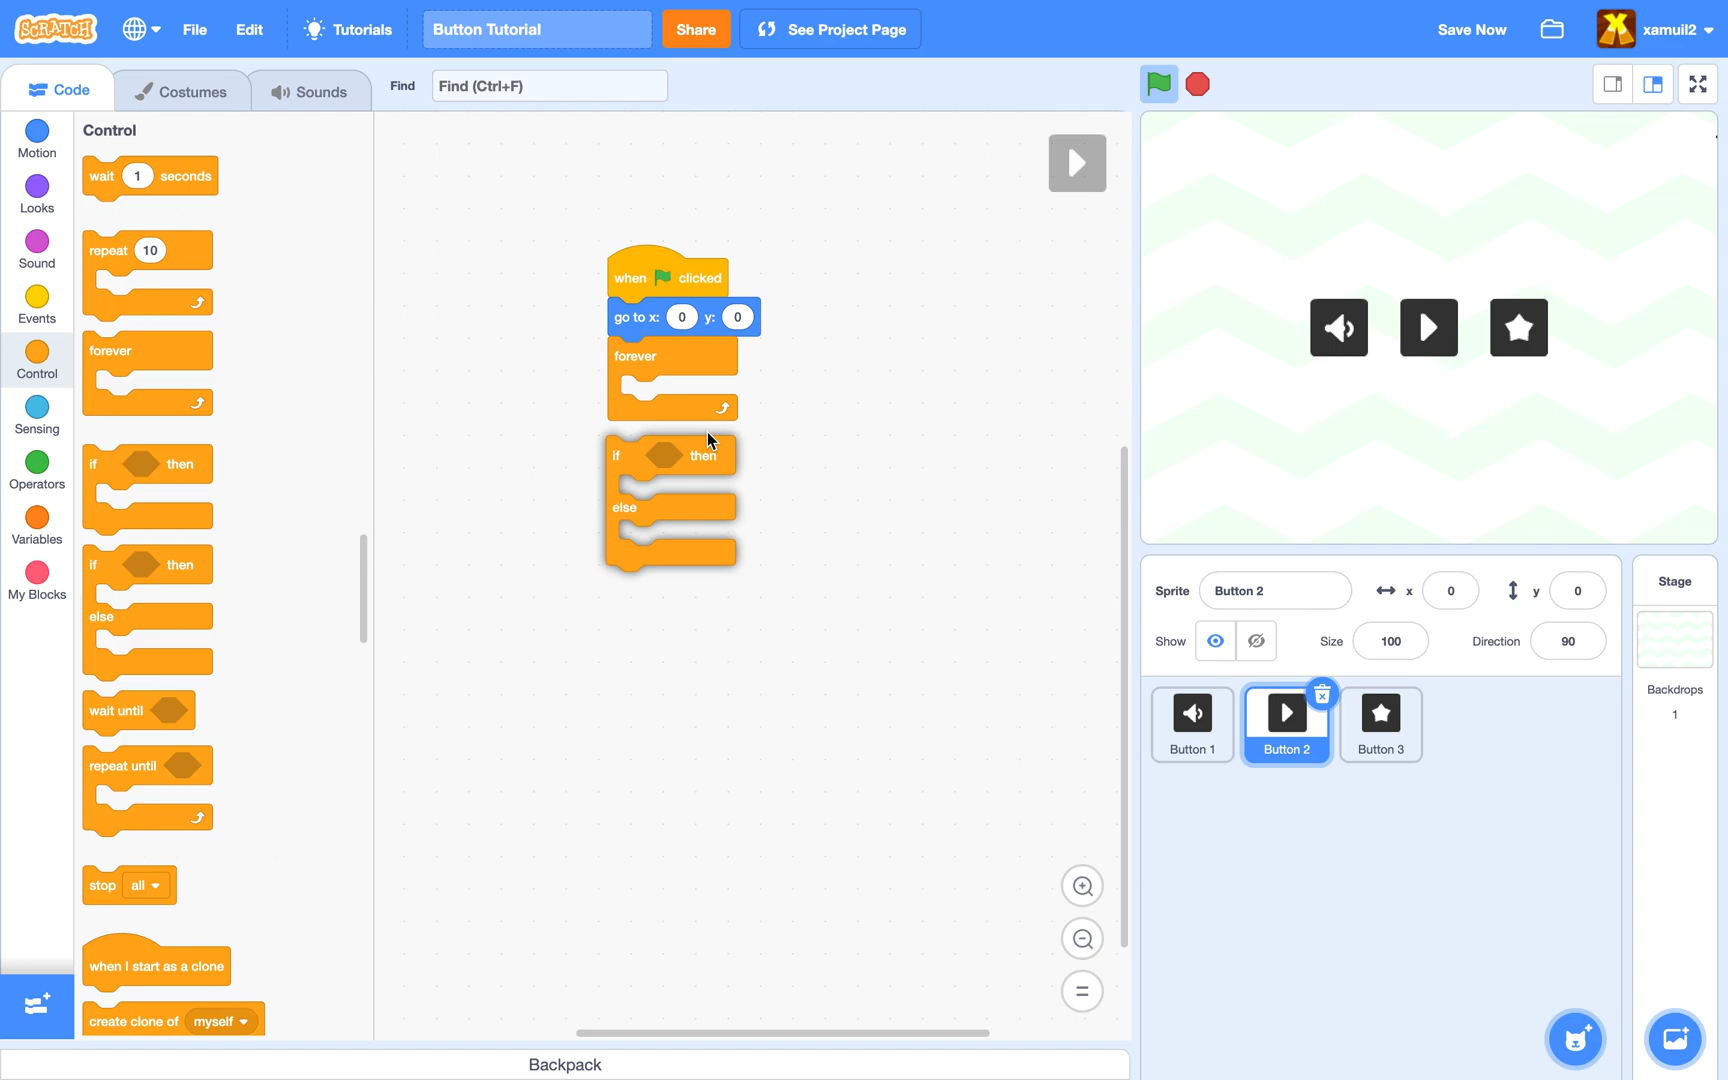 SCRATCH
File
Edit
Tutorials
Button Tutorial
Share
See Project Page
Save Now
xamuil2
Code
Costumes
Sounds
Find
Find (Ctrl+F)
Motion
Looks
Sound
Events
Control
Sensing
Operators
Variables
My Blocks
Control
wait 1 seconds
repeat 10
forever
if then
if then
else
wait until
repeat until
stop all
when I start as a clone
create clone of myself
when clicked
go to x: 0 y: 0
forever
if then
else
Sprite Button 2 x 0 y 0
Show Size 100 Direction 90
Button 1
Button 2
Button 3
Stage
Backdrops
1
Backpack